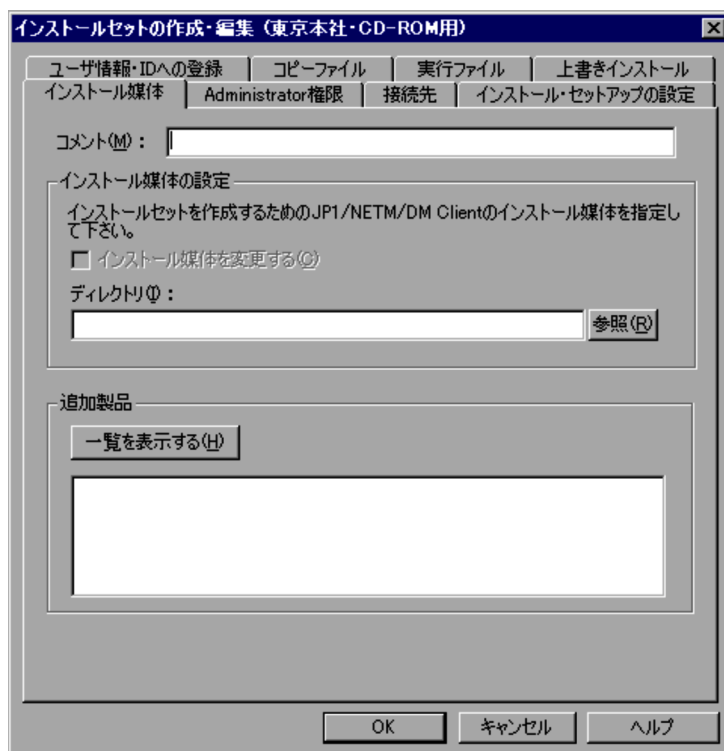 インストールセットの作成・編集（東京本社・CD-ROM用）
ユーザ情報・IDへの登録 コピーファイル 実行ファイル 上書きインストール
インストール媒体 Administrator権限 接続先 インストール・セットアップの設定
コメント(M)：
インストール媒体の設定
インストールセットを作成するためのJP1/NETM/DM Clientのインストール媒体を指定し
て下さい。
インストール媒体を変更する(C)
ディレクトリ(I)：
参照(R)
追加製品
一覧を表示する(H)
OK キャンセル ヘルプ